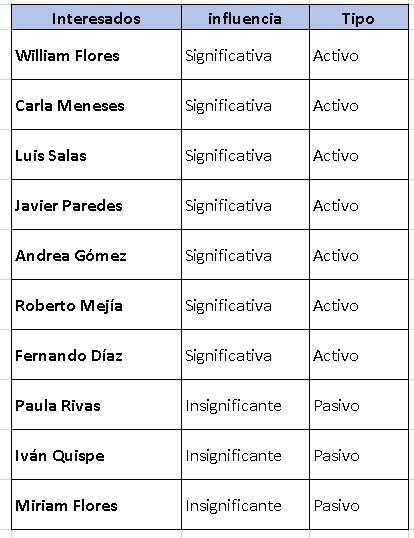 Interesados influencia Tipo
William Flores Significativa Activo
Carla Meneses Significativa Activo
Luis Salas Significativa Activo
Javier Paredes Significativa Activo
Andrea Gómez Significativa Activo
Roberto Mejía Significativa Activo
Fernando Díaz Significativa Activo
Paula Rivas Insignificante Pasivo
Iván Quispe Insignificante Pasivo
Miriam Flores Insignificante Pasivo